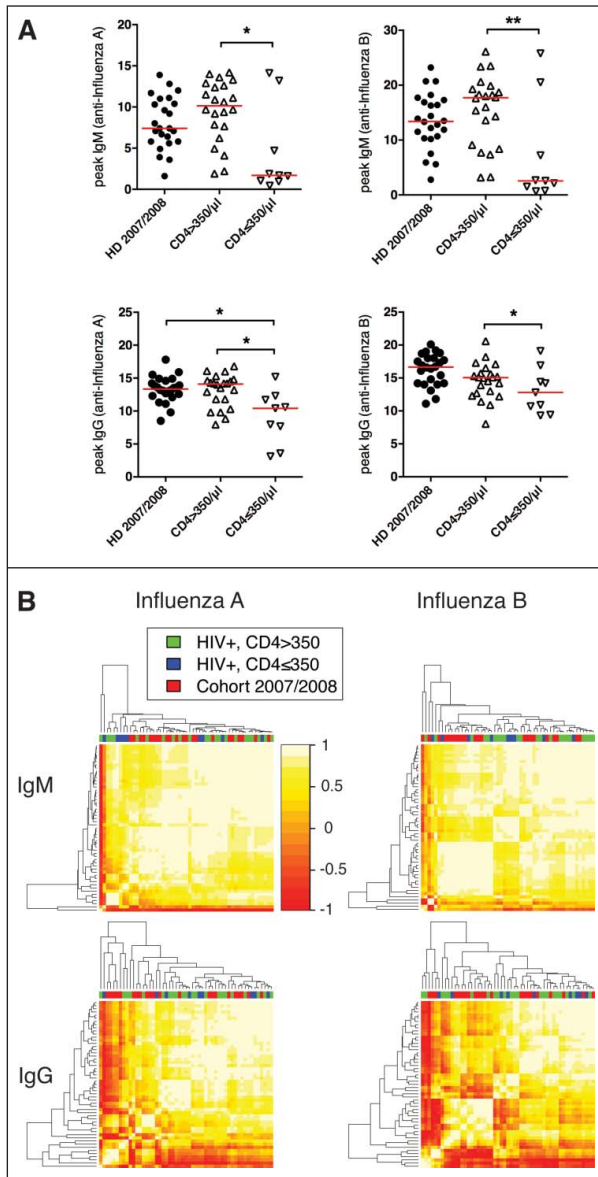 A
*
**
peak IgM (anti-Influenza A)
15
10
5
0
HD 2007/2008
CD4>350/µl
CD4≤350/µl
peak IgM (anti-Influenza B)
30
20
10
0
HD 2007/2008
CD4>350/µl
CD4≤350/µl
*
*
*
peak IgG (anti-Influenza A)
25
20
15
10
5
0
HD 2007/2008
CD4>350/µl
CD4≤350/µl
peak IgG (anti-Influenza B)
25
20
15
10
5
0
HD 2007/2008
CD4>350/µl
CD4≤350/µl
B
Influenza A
Influenza B
HIV+, CD4>350
HIV+, CD4≤350
Cohort 2007/2008
IgM
1
0.5
0
-0.5
-1
IgG